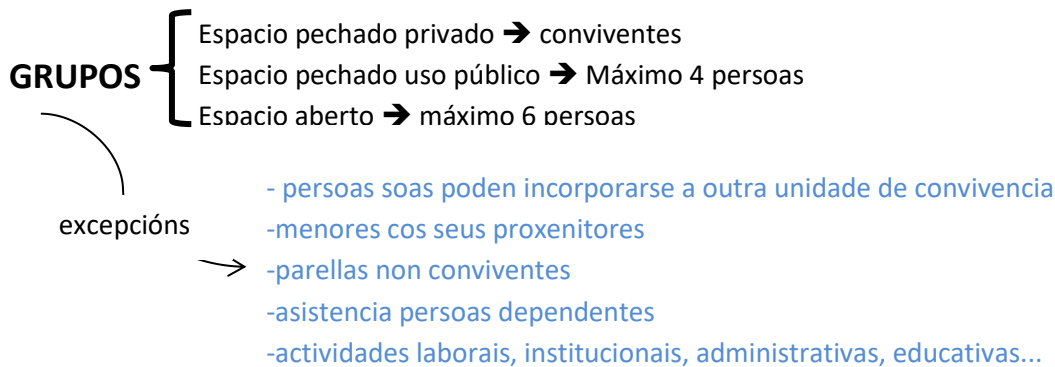 Espacio pechado privado ➔ conviventes
GRUPOS
Espacio pechado uso público ➔ Máximo 4 persoas
Espacio aberto ➔ máximo 6 persoas
- persoas soas poden incorporarse a outra unidade de convivencia
excepcións
-menores cos seus proxenitores
-parellas non conviventes
-asistencia persoas dependentes
-actividades laborais, institucionais, administrativas, educativas...